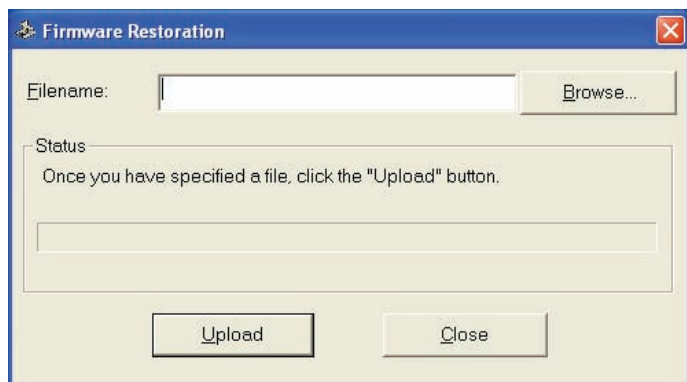 Firmware Restoration
Filename:
Browse...
Status
Once you have specified a file, click the "Upload" button.
Upload
Close